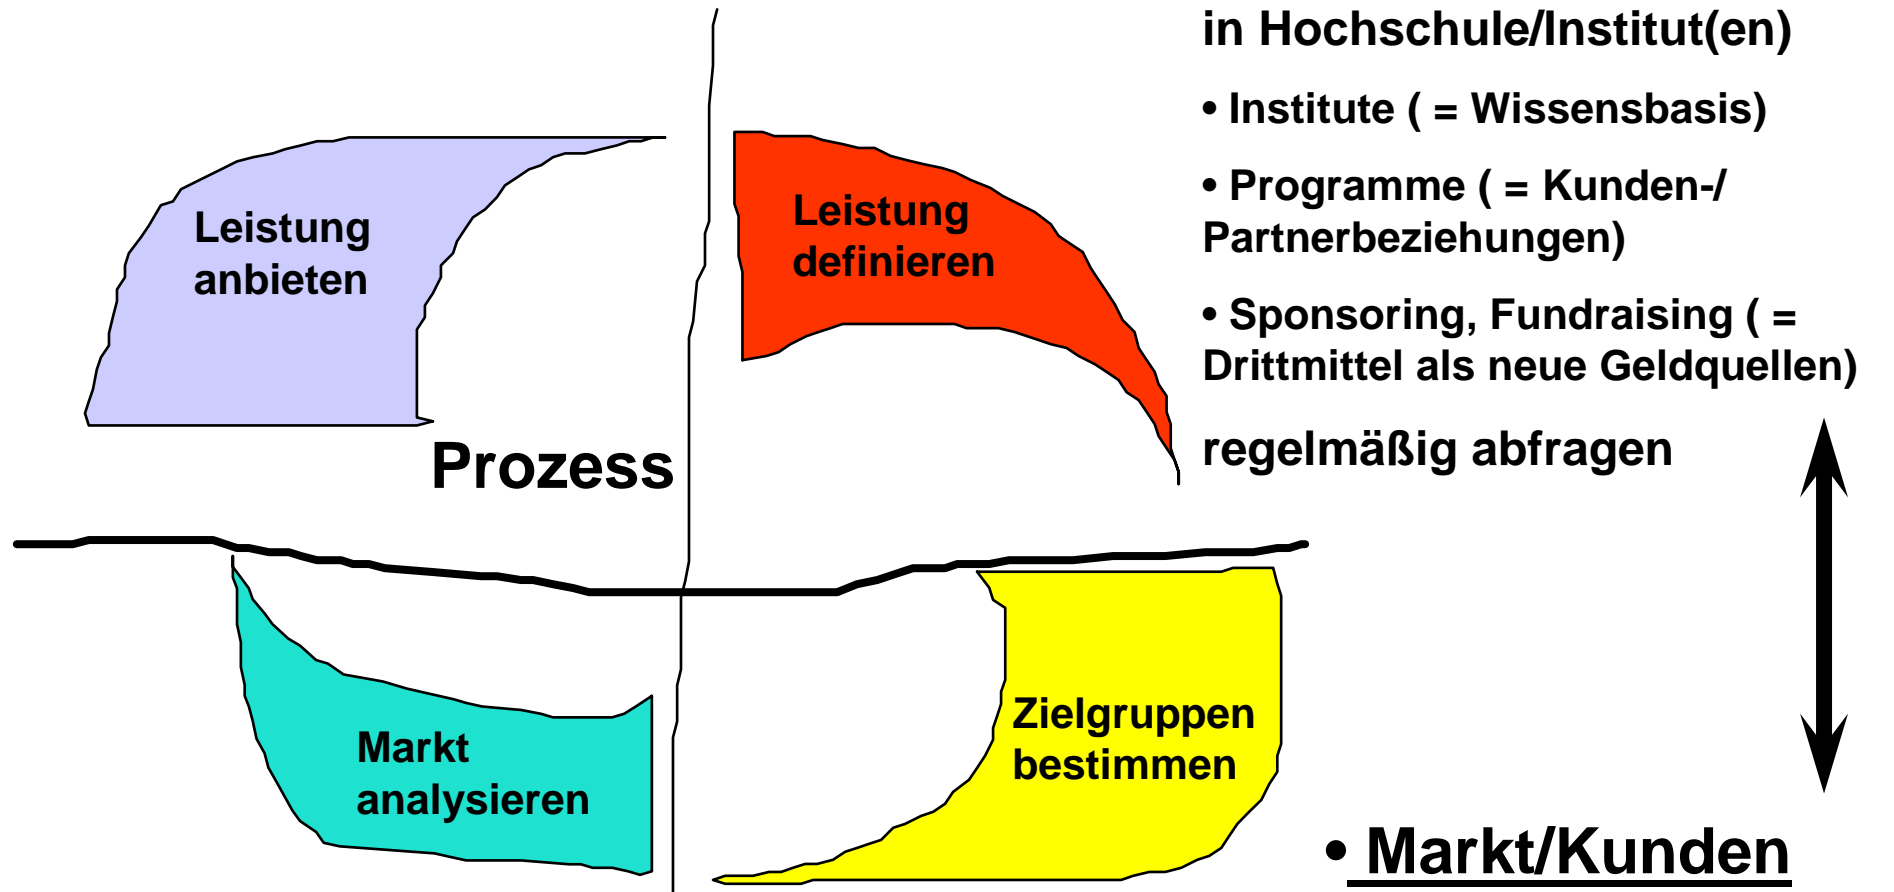 in Hochschule/Institut(en)
• Institute ( = Wissensbasis)
• Programme ( = Kunden-/
Partnerbeziehungen)
• Sponsoring, Fundraising ( =
Drittmittel als neue Geldquellen)
regelmäßig abfragen
Leistung
anbieten
Leistung
definieren
Prozess
Markt
analysieren
Zielgruppen
bestimmen
• Markt/Kunden